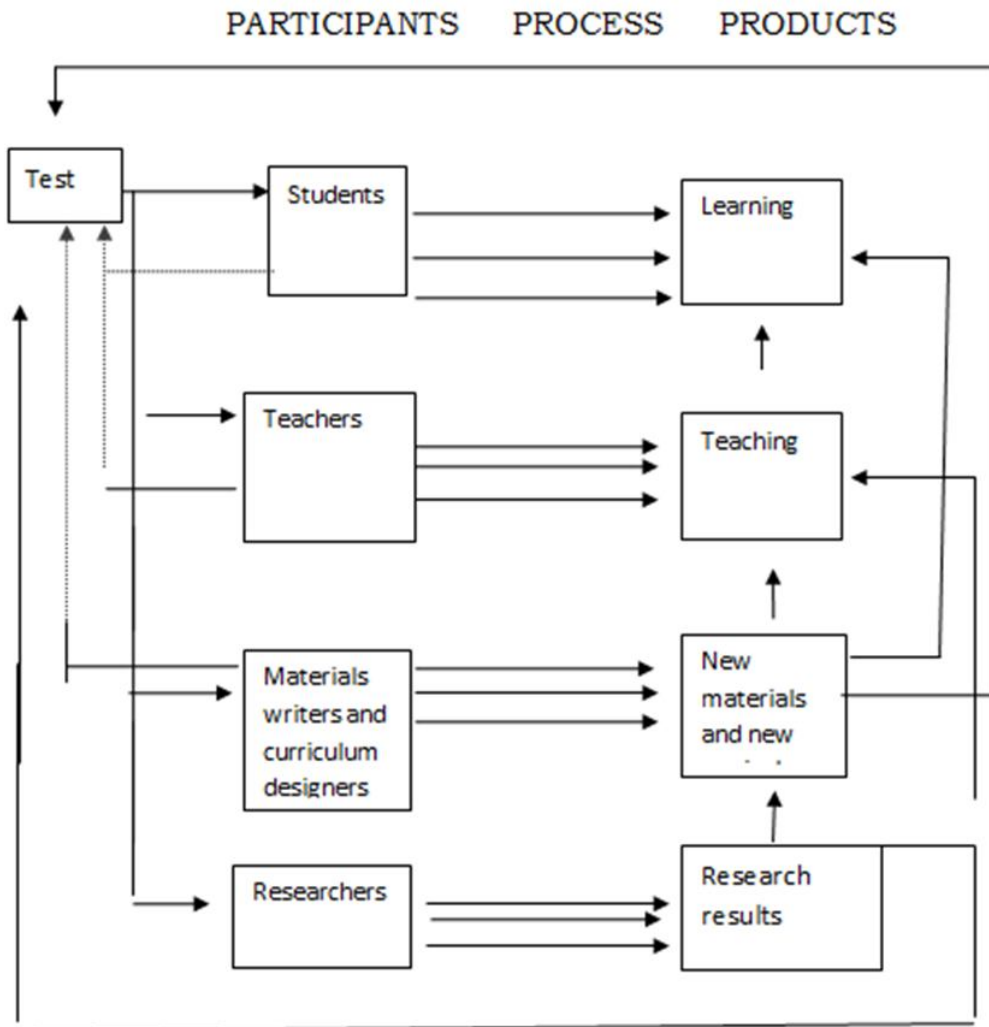 PARTICIPANTS PROCESS PRODUCTS
Test
Students
Learning
Teachers
Teaching
Materials
writers and
curriculum
designers
New
materials
and new
Researchers
Research
results